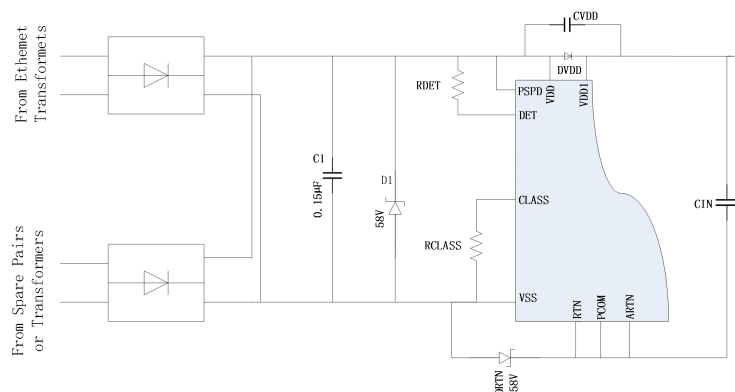 CVDD
From Ethemet
Transformets
DVDD
RDET
PSPD
VDD
VDD1
DET
C1
0.15μF
D1
58V
CLASS
CIN
RCLASS
From Spare Pairs
or Transformers
VSS
RTN
PCOM
ARTN
DRTN
58V